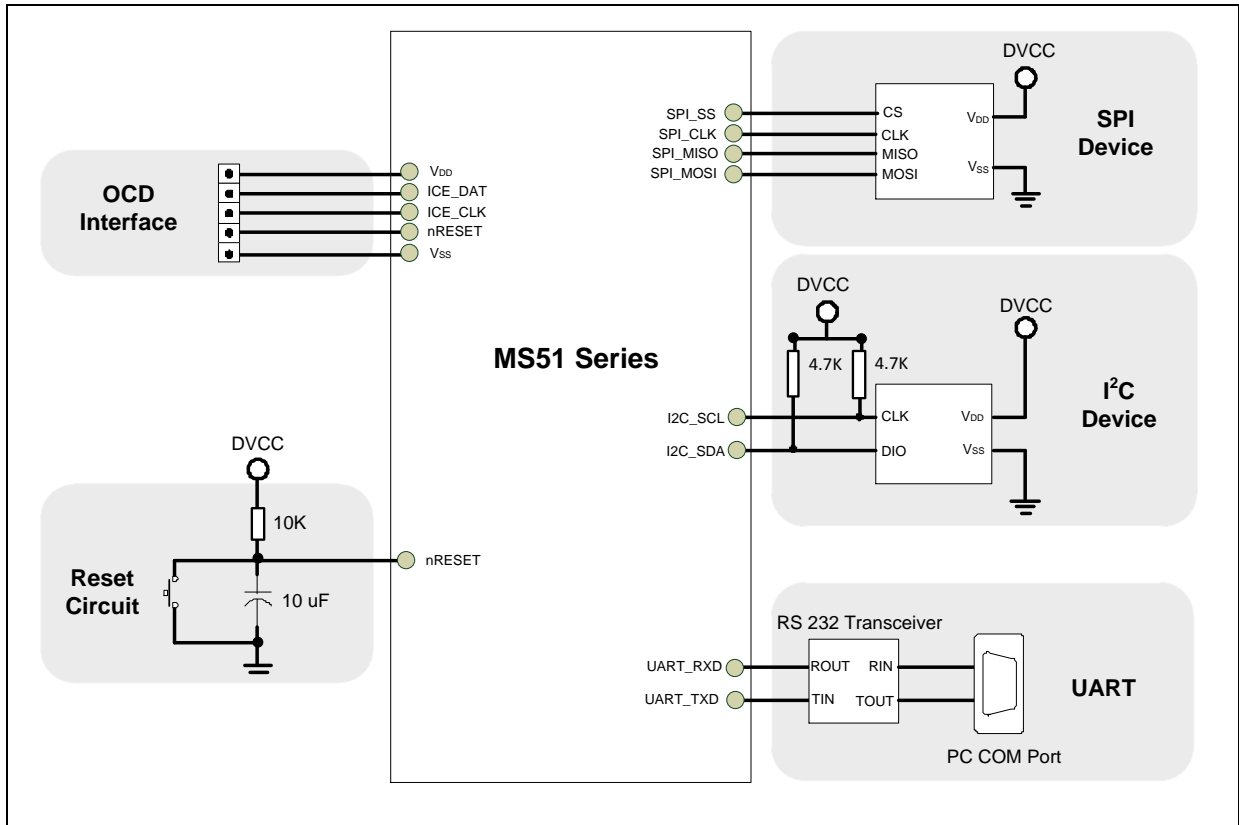 OCD
Interface
VDD
ICE_DAT
ICE_CLK
nRESET
VSS
DVCC
10K
10 uF
Reset
Circuit
nRESET
MS51 Series
SPI_SS
SPI_CLK
SPI_MISO
SPI_MOSI
CS
CLK
MISO
MOSI
VDD
VSS
DVCC
SPI
Device
I2C_SCL
I2C_SDA
DVCC
4.7K
4.7K
CLK
DIO
VDD
VSS
DVCC
I²C
Device
UART_RXD
UART_TXD
RS 232 Transceiver
ROUT
RIN
TIN
TOUT
PC COM Port
UART